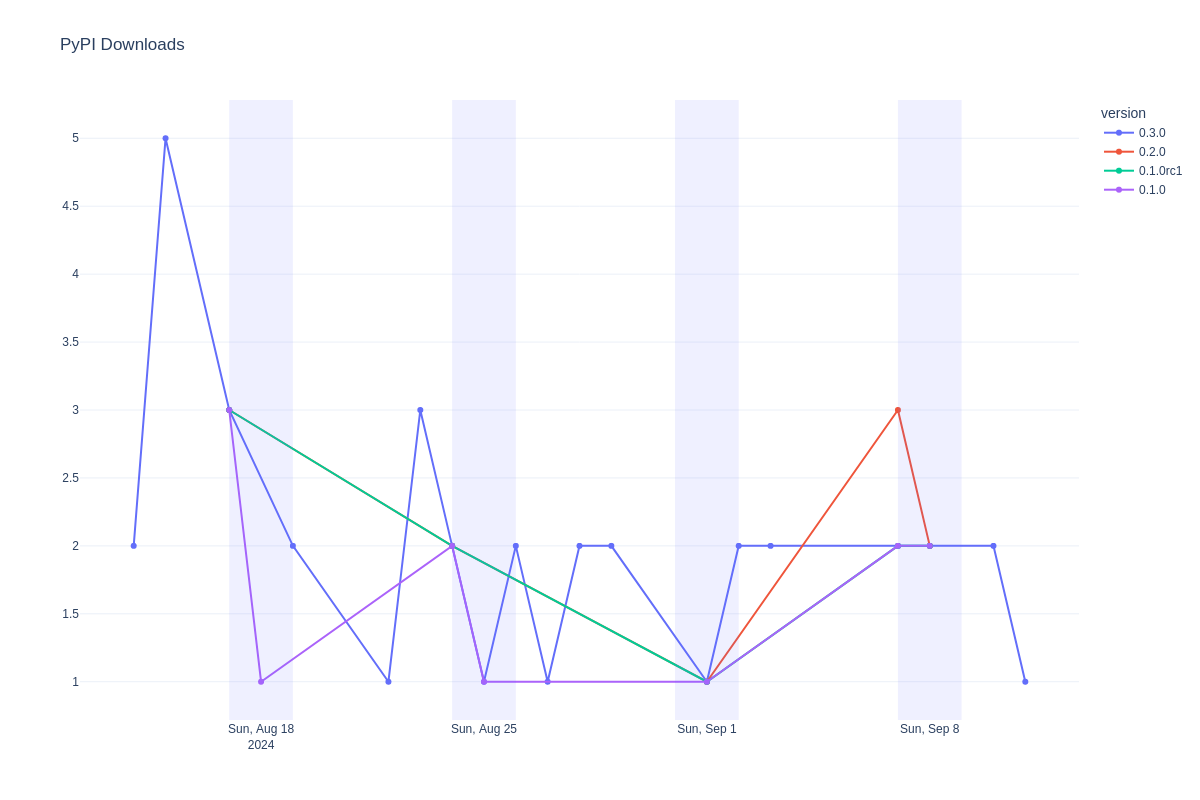 PyPI Downloads
version
0.3.0
0.2.0
0.1.0rc1
0.1.0
5
4.5
4
3.5
3
2.5
2
1.5
1
Sun, Aug 18
2024
Sun, Aug 25
Sun, Sep 1
Sun, Sep 8